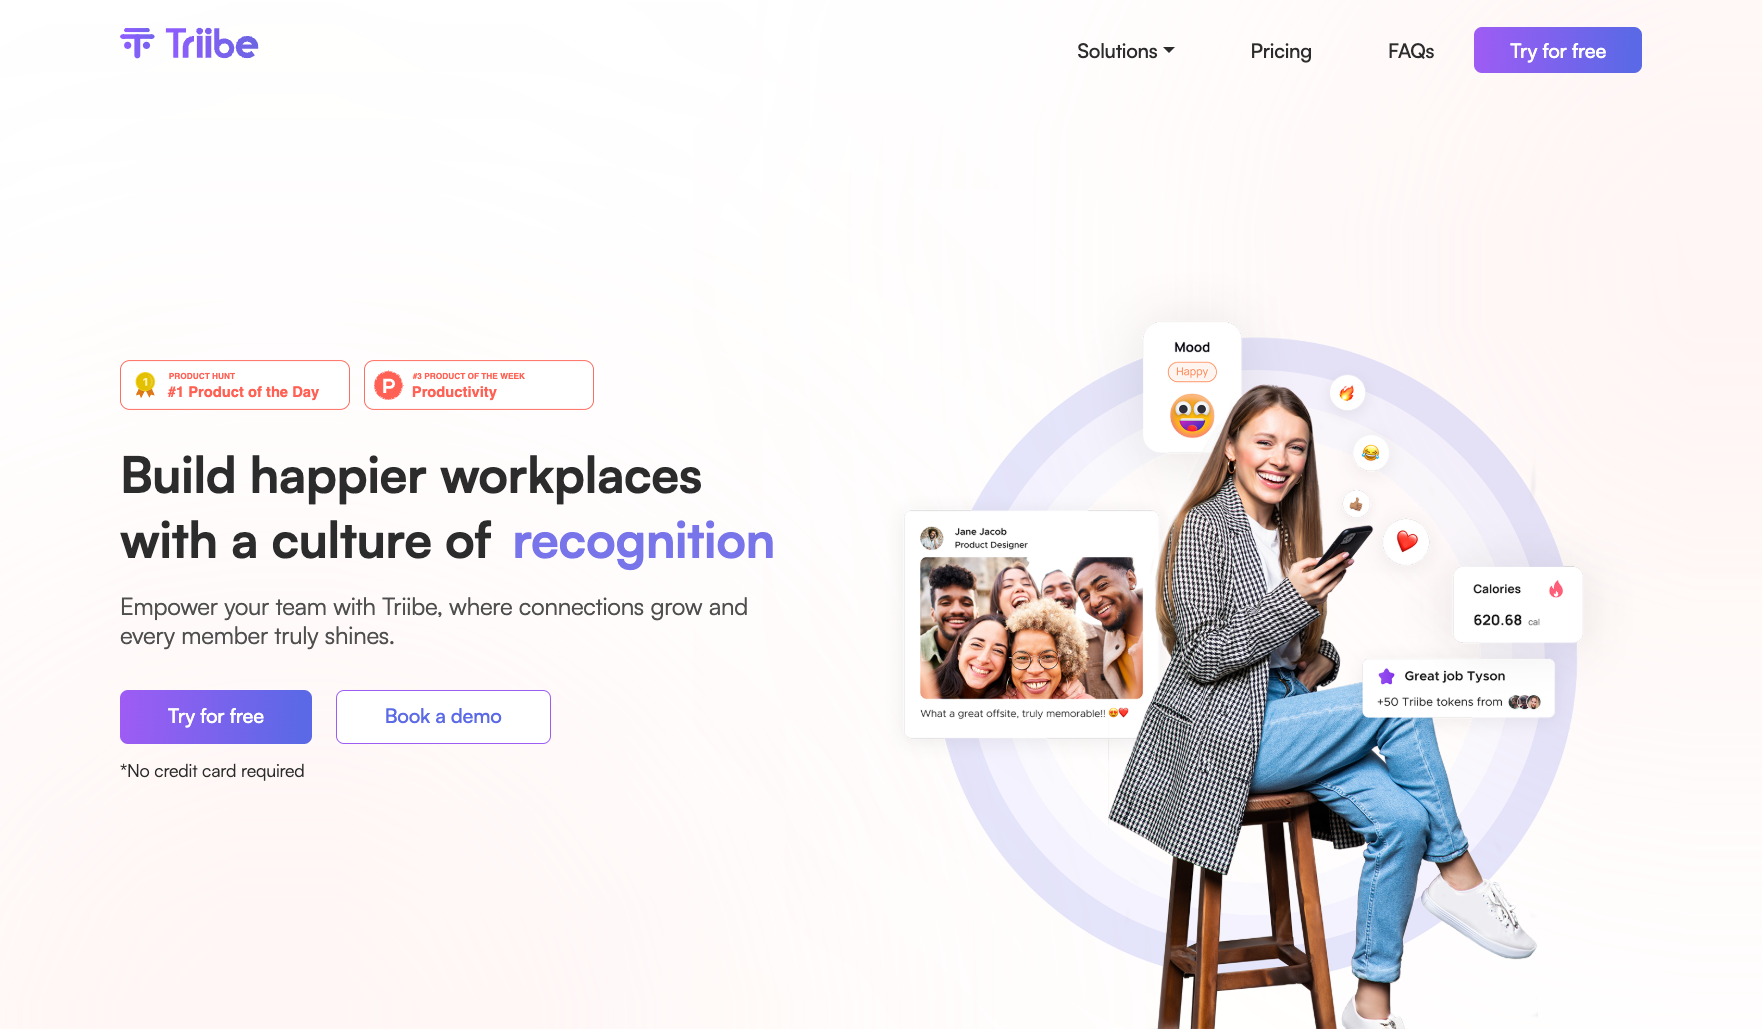 Triibe
Solutions
Pricing
FAQs
Try for free
PRODUCT HUNT
#1 Product of the Day
1
P
#3 PRODUCT OF THE WEEK
Productivity
Build happier workplaces
with a culture of recognition
Empower your team with Triibe, where connections grow and
every member truly shines.
Try for free
Book a demo
*No credit card required
Mood
Happy
Jane Jacob
Product Designer
What a great offsite, truly memorable!! 😍❤️
Calories
620.68 cal
Great job Tyson
+50 Triibe tokens from